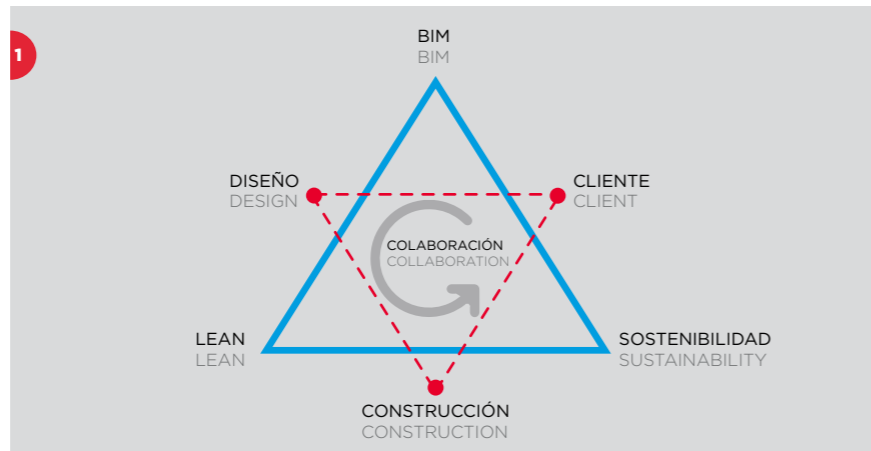 1
BIM
BIM
DISEÑO
DESIGN
CLIENTE
CLIENT
COLABORACIÓN
COLLABORATION
LEAN
LEAN
SOSTENIBILIDAD
SUSTAINABILITY
CONSTRUCCIÓN
CONSTRUCTION